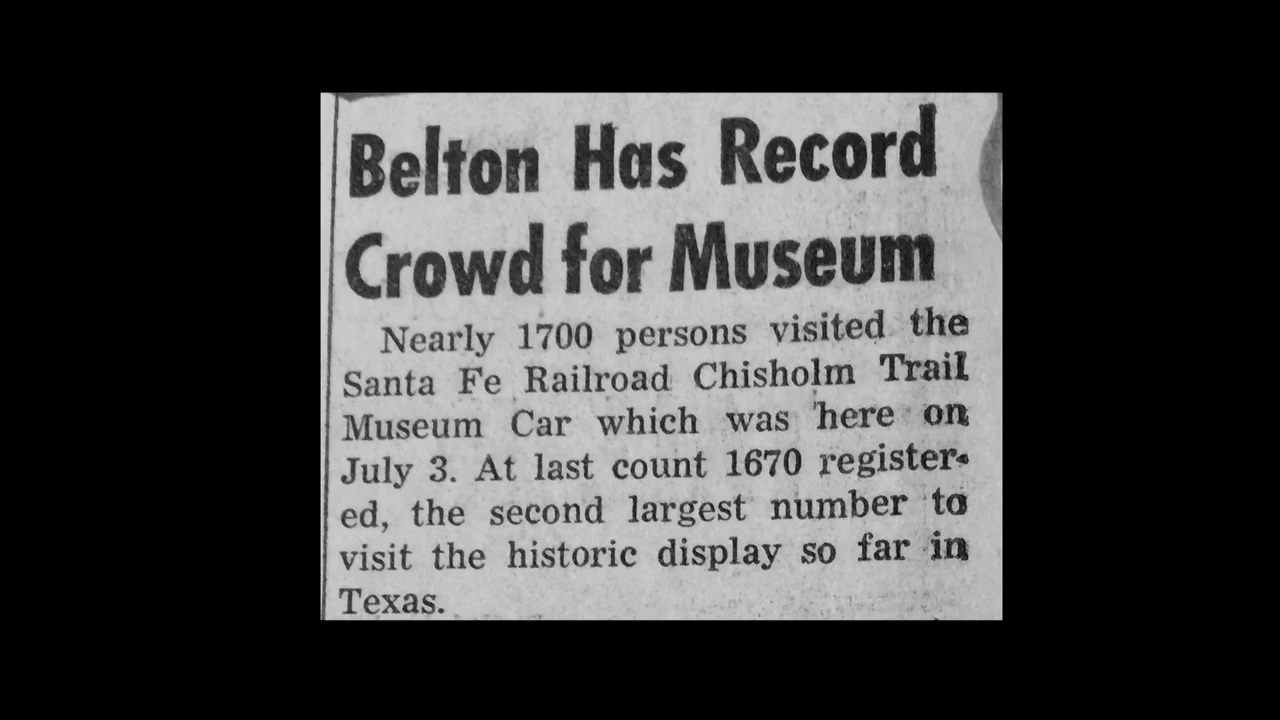 Belton Has Record
Crowd for Museum
Nearly 1700 persons visited the
Santa Fe Railroad Chisholm Trail
Museum Car which was here on
July 3. At last count 1670 register-
ed, the second largest number to
visit the historic display so far in
Texas.